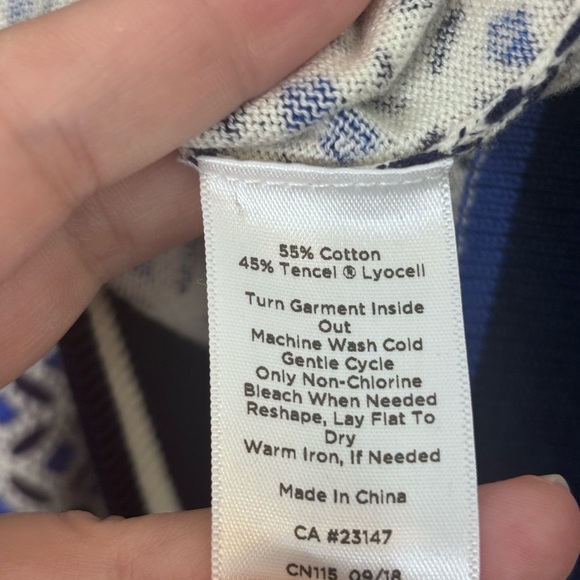 55% Cotton
45% Tencel ® Lyocell
Turn Garment Inside
Out
Machine Wash Cold
Gentle Cycle
Only Non-Chlorine
Bleach When Needed
Reshape, Lay Flat To
Dry
Warm Iron, If Needed
Made In China
CA #23147
CN115 09/18